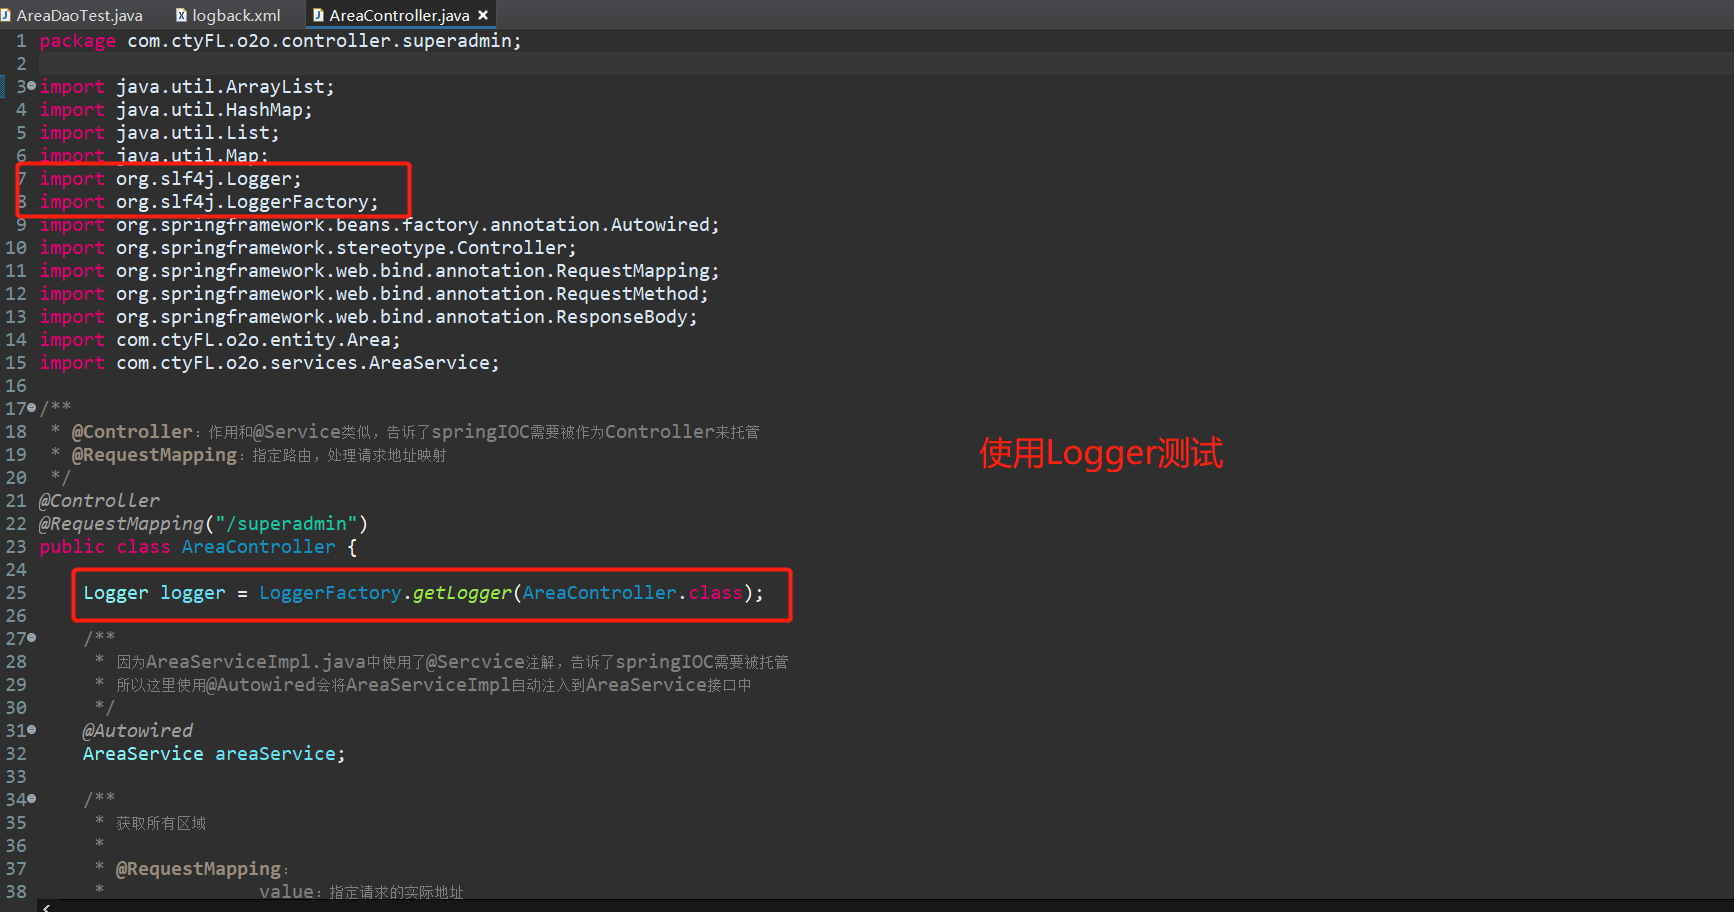 AreaDaoTest.java logback.xml AreaController.java
1 package com.ctyFL.o2o.controller.superadmin;
2
3 import java.util.ArrayList;
4 import java.util.HashMap;
5 import java.util.List;
6 import java.util.Map;
7 import org.slf4j.Logger;
8 import org.slf4j.LoggerFactory;
9 import org.springframework.beans.factory.annotation.Autowired;
10 import org.springframework.stereotype.Controller;
11 import org.springframework.web.bind.annotation.RequestMapping;
12 import org.springframework.web.bind.annotation.RequestMethod;
13 import org.springframework.web.bind.annotation.ResponseBody;
14 import com.ctyFL.o2o.entity.Area;
15 import com.ctyFL.o2o.services.AreaService;
16
17 /**
18 * @Controller：作用和@Service类似，告诉了springIOC需要被作为Controller来托管
19 * @RequestMapping：指定路由，处理请求地址映射
使用Logger测试
20 */
21 @Controller
22 @RequestMapping("/superadmin")
23 public class AreaController {
24
25 Logger logger = LoggerFactory.getLogger(AreaController.class);
26
27 /**
28 * 因为AreaServiceImpl.java中使用了@Sercvice注解，告诉了springIOC需要被托管
29 * 所以这里使用@Autowired会将AreaServiceImpl自动注入到AreaService接口中
30 */
31 @Autowired
32 AreaService areaService;
33
34 /**
35 * 获取所有区域
36 *
37 * @RequestMapping：
38 * value：指定请求的实际地址